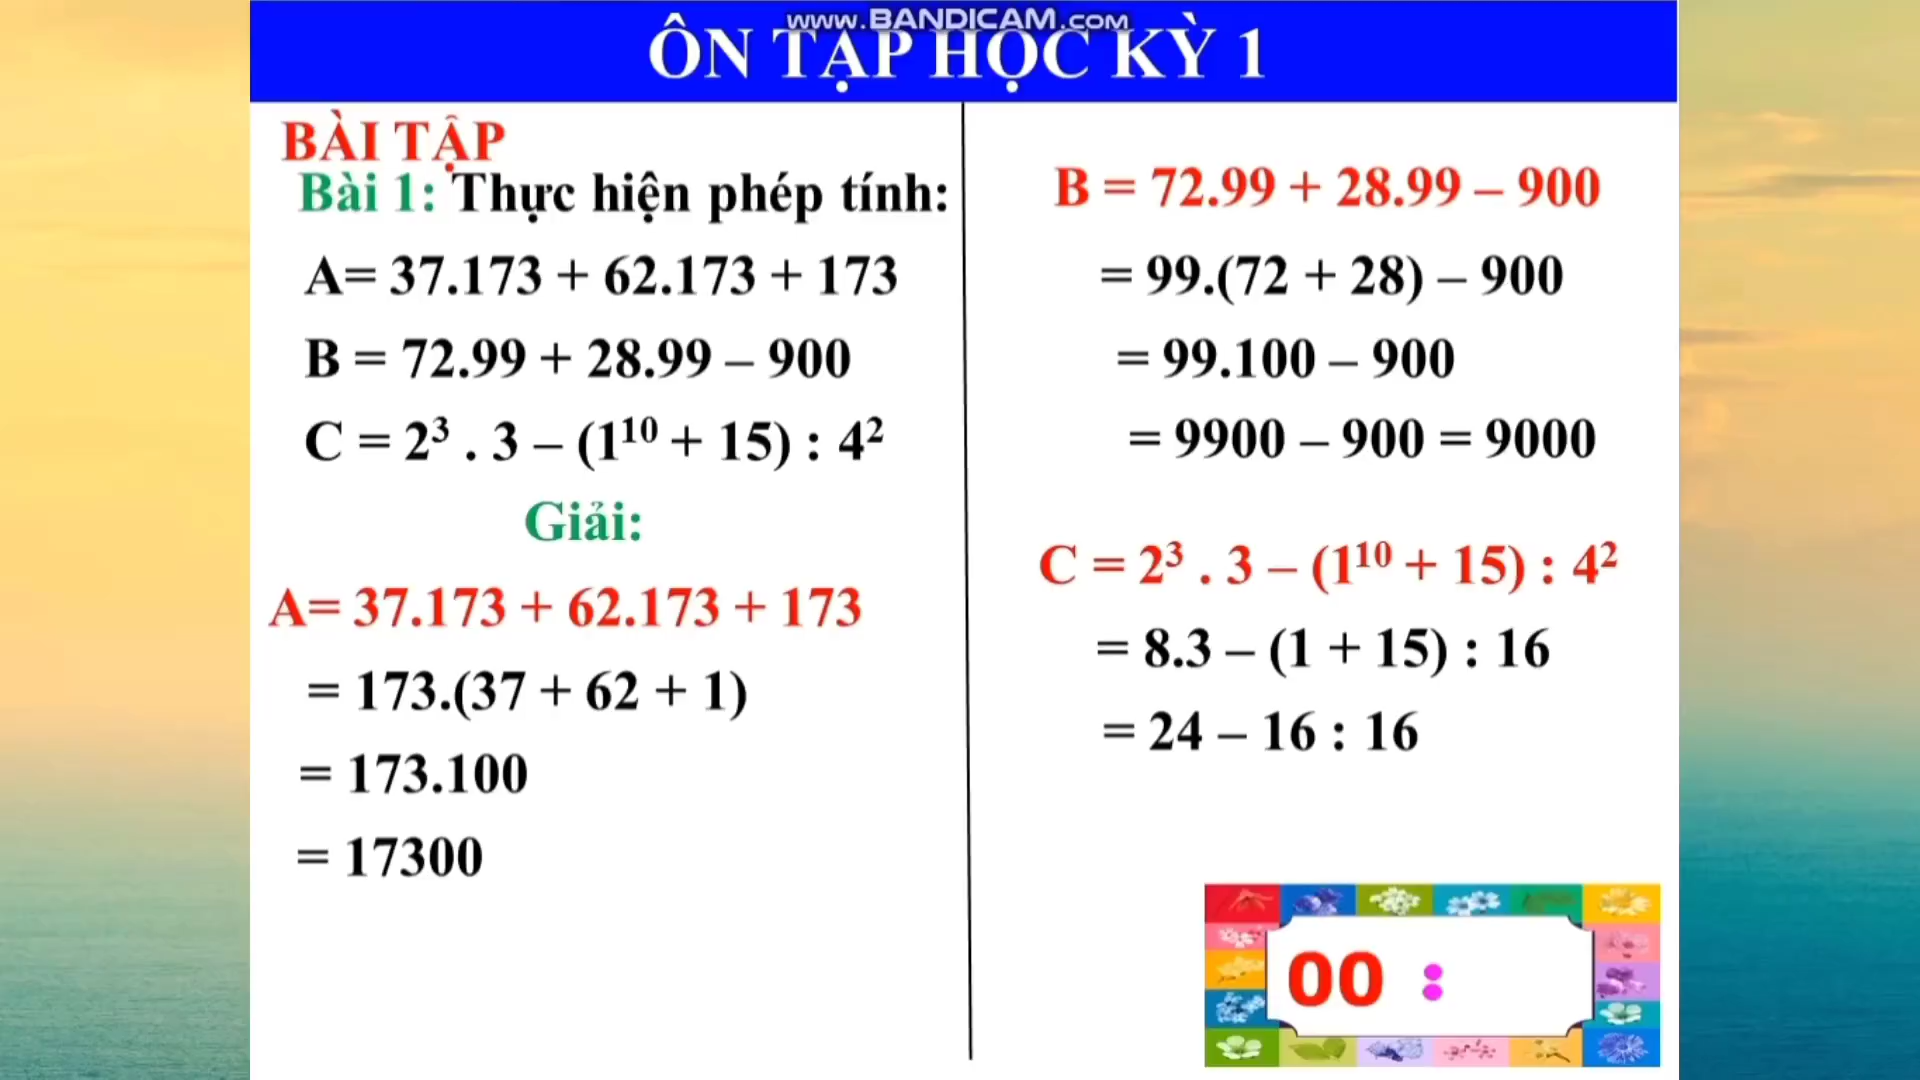 www.BANDICAM.com
ÔN TẬP HỌC KỲ 1
BÀI TẬP
Bài 1: Thực hiện phép tính:
A= 37.173 + 62.173 + 173
B = 72.99 + 28.99 – 900
C = 2³ . 3 – (1¹⁰ + 15) : 4²
Giải:
A= 37.173 + 62.173 + 173
= 173.(37 + 62 + 1)
= 173.100
= 17300
B = 72.99 + 28.99 – 900
= 99.(72 + 28) – 900
= 99.100 – 900
= 9900 – 900 = 9000
C = 2³ . 3 – (1¹⁰ + 15) : 4²
= 8.3 – (1 + 15) : 16
= 24 – 16 : 16
00 :